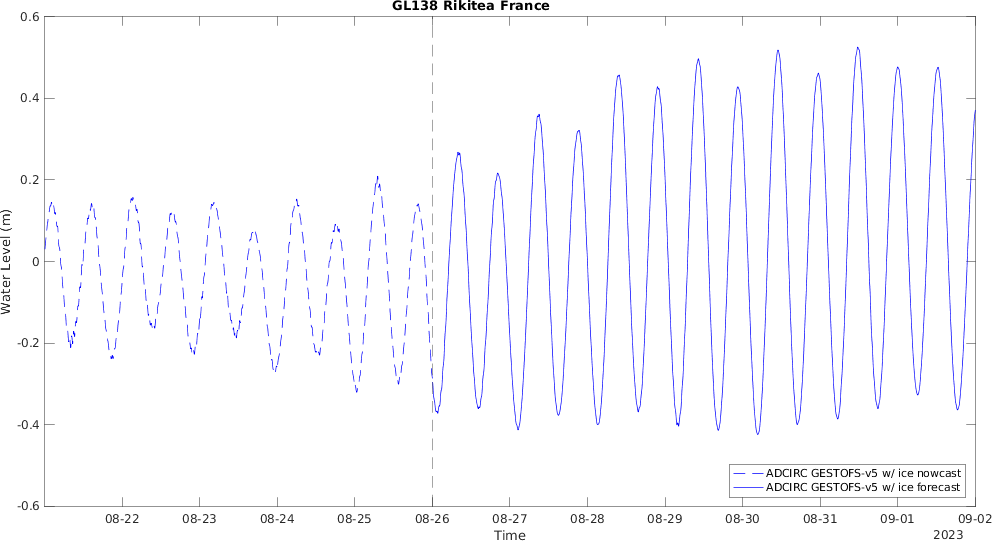 GL138 Rikitea France
0.6
0.4
0.2
0
-0.2
-0.4
-0.6
Water Level (m)
ADCIRC GESTOFS-v5 w/ ice nowcast
ADCIRC GESTOFS-v5 w/ ice forecast
08-22 08-23 08-24 08-25 08-26 08-27 08-28 08-29 08-30 08-31 09-01 09-02
Time
2023